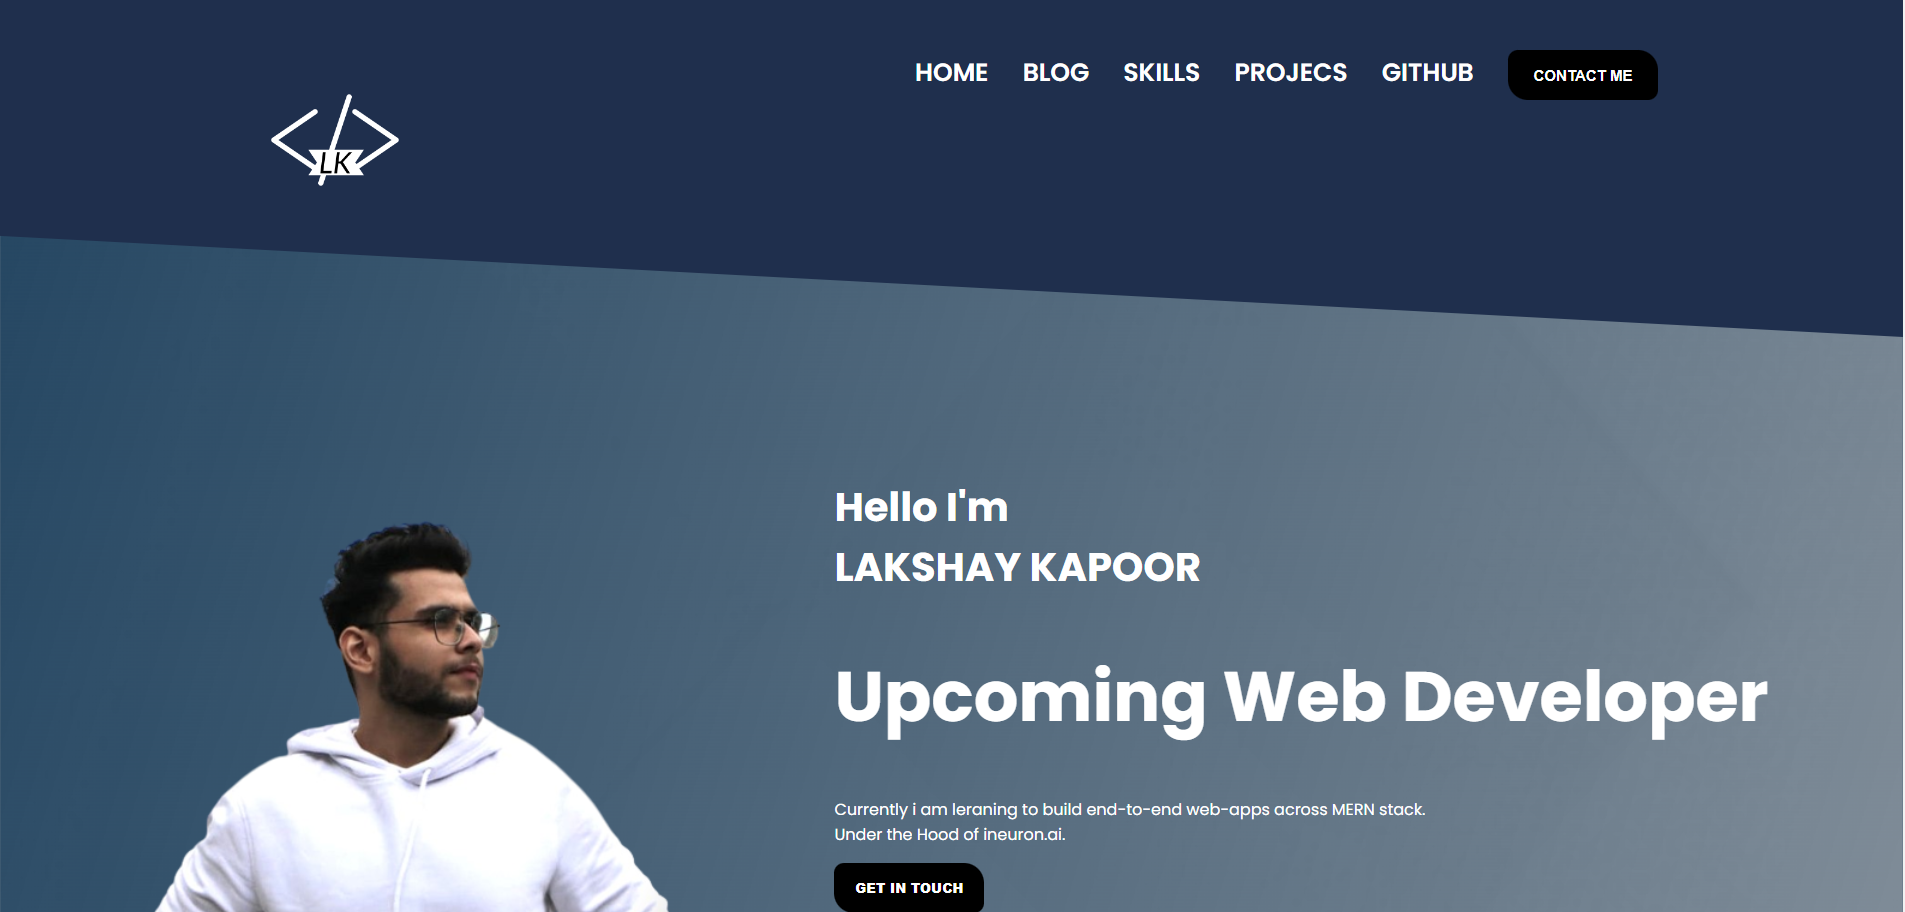 HOME BLOG SKILLS PROJECS GITHUB CONTACT ME
LK
Hello I'm
LAKSHAY KAPOOR
Upcoming Web Developer
Currently i am leraning to build end-to-end web-apps across MERN stack.
Under the Hood of ineuron.ai.
GET IN TOUCH